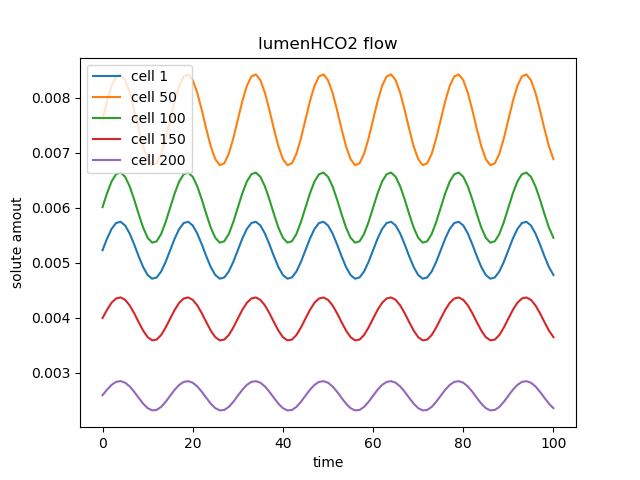 lumenHCO2 flow
cell 1
cell 50
cell 100
cell 150
cell 200
0.008
0.007
0.006
0.005
0.004
0.003
solute amout
0
20
40
60
80
100
time